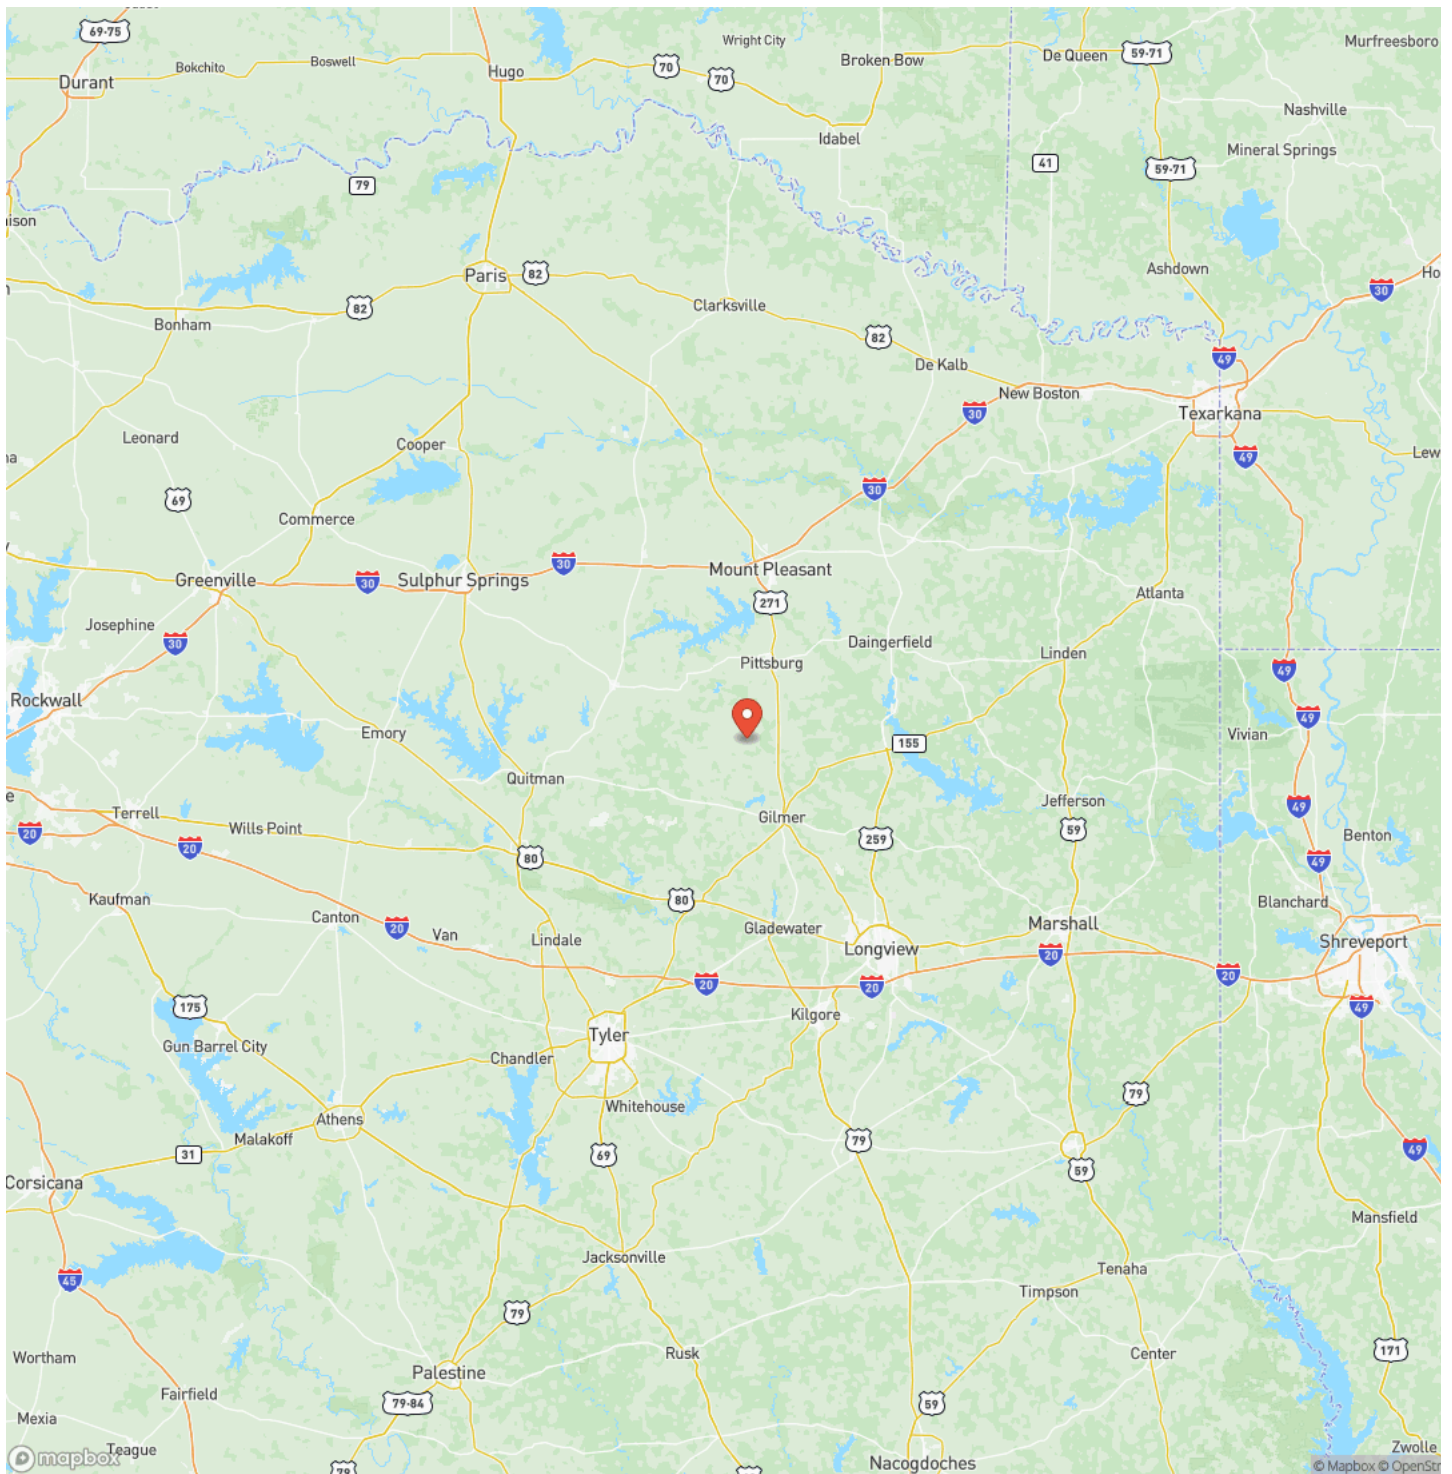 69-75
Wright City
59-71
Murfreesboro
Bokchito
Boswell
Hugo
70
70
Broken Bow
De Queen
Durant
Nashville
Idabel
Mineral Springs
41
59-71
79
Ashdown
Paris
82
30
Clarksville
82
Bonham
82
49
De Kalb
New Boston
30
Texarkana
Leonard
Cooper
49
69
30
Commerce
30
Mount Pleasant
Greenville
30
Sulphur Springs
271
Atlanta
Josephine
30
Daingerfield
Linden
Pittsburg
49
Rockwall
49
Emory
155
Vivian
Quitman
Jefferson
49
Terrell
Gilmer
20
20
Wills Point
259
59
Benton
80
49
Kaufman
80
Blanchard
Canton
20
Van
Lindale
Gladewater
Longview
Marshall
20
Shreveport
20
20
20
175
49
Kilgore
Tyler
Gun Barrel City
Chandler
79
Whitehouse
Athens
Malakoff
31
69
79
59
49
Corsicana
Mansfield
45
Jacksonville
Tenaha
Timpson
79
Wortham
Rusk
Center
171
Palestine
Fairfield
79-84
59
Mexia
Teague
mapbox
79
Nacogdoches
Zwolle
© Mapbox © OpenStr